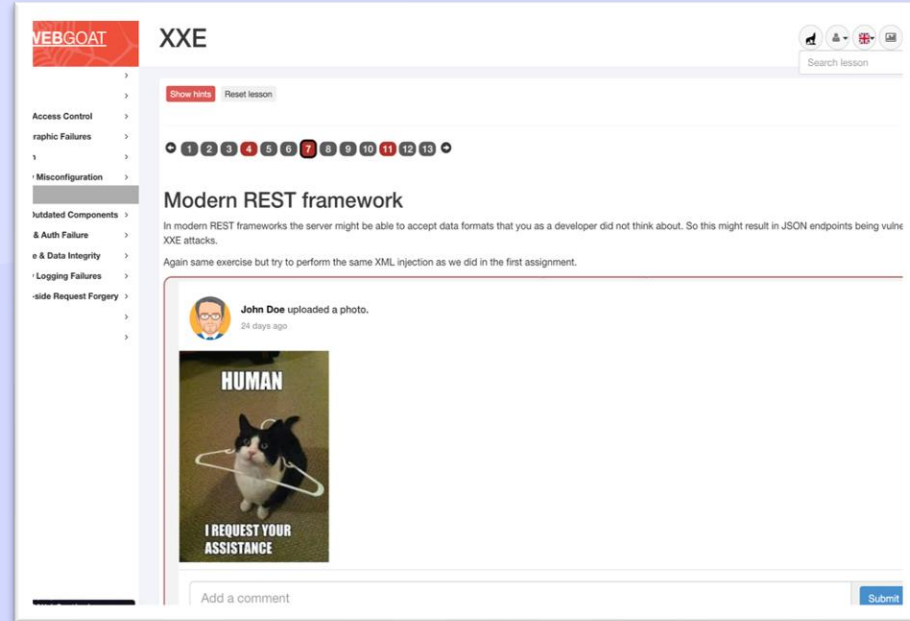 WEBGOAT
XXE
Search lesson
Show hints Reset lesson
Access Control
raphic Failures
Misconfiguration
1 2 3 4 5 6 7 8 9 10 11 12 13
Modern REST framework
Outdated Components
In modern REST frameworks the server might be able to accept data formats that you as a developer did not think about. So this might result in JSON endpoints being vulne
& Auth Failure
XXE attacks.
e & Data Integrity
Again same exercise but try to perform the same XML injection as we did in the first assignment.
Logging Failures
-side Request Forgery
John Doe uploaded a photo.
24 days ago
HUMAN
I REQUEST YOUR
ASSISTANCE
Add a comment
Submit